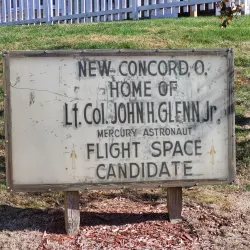 NEW CONCORD, O.
HOME OF
Lt. Col. JOHN H. GLENN Jr.
MERCURY ASTRONAUT
FLIGHT SPACE
CANDIDATE